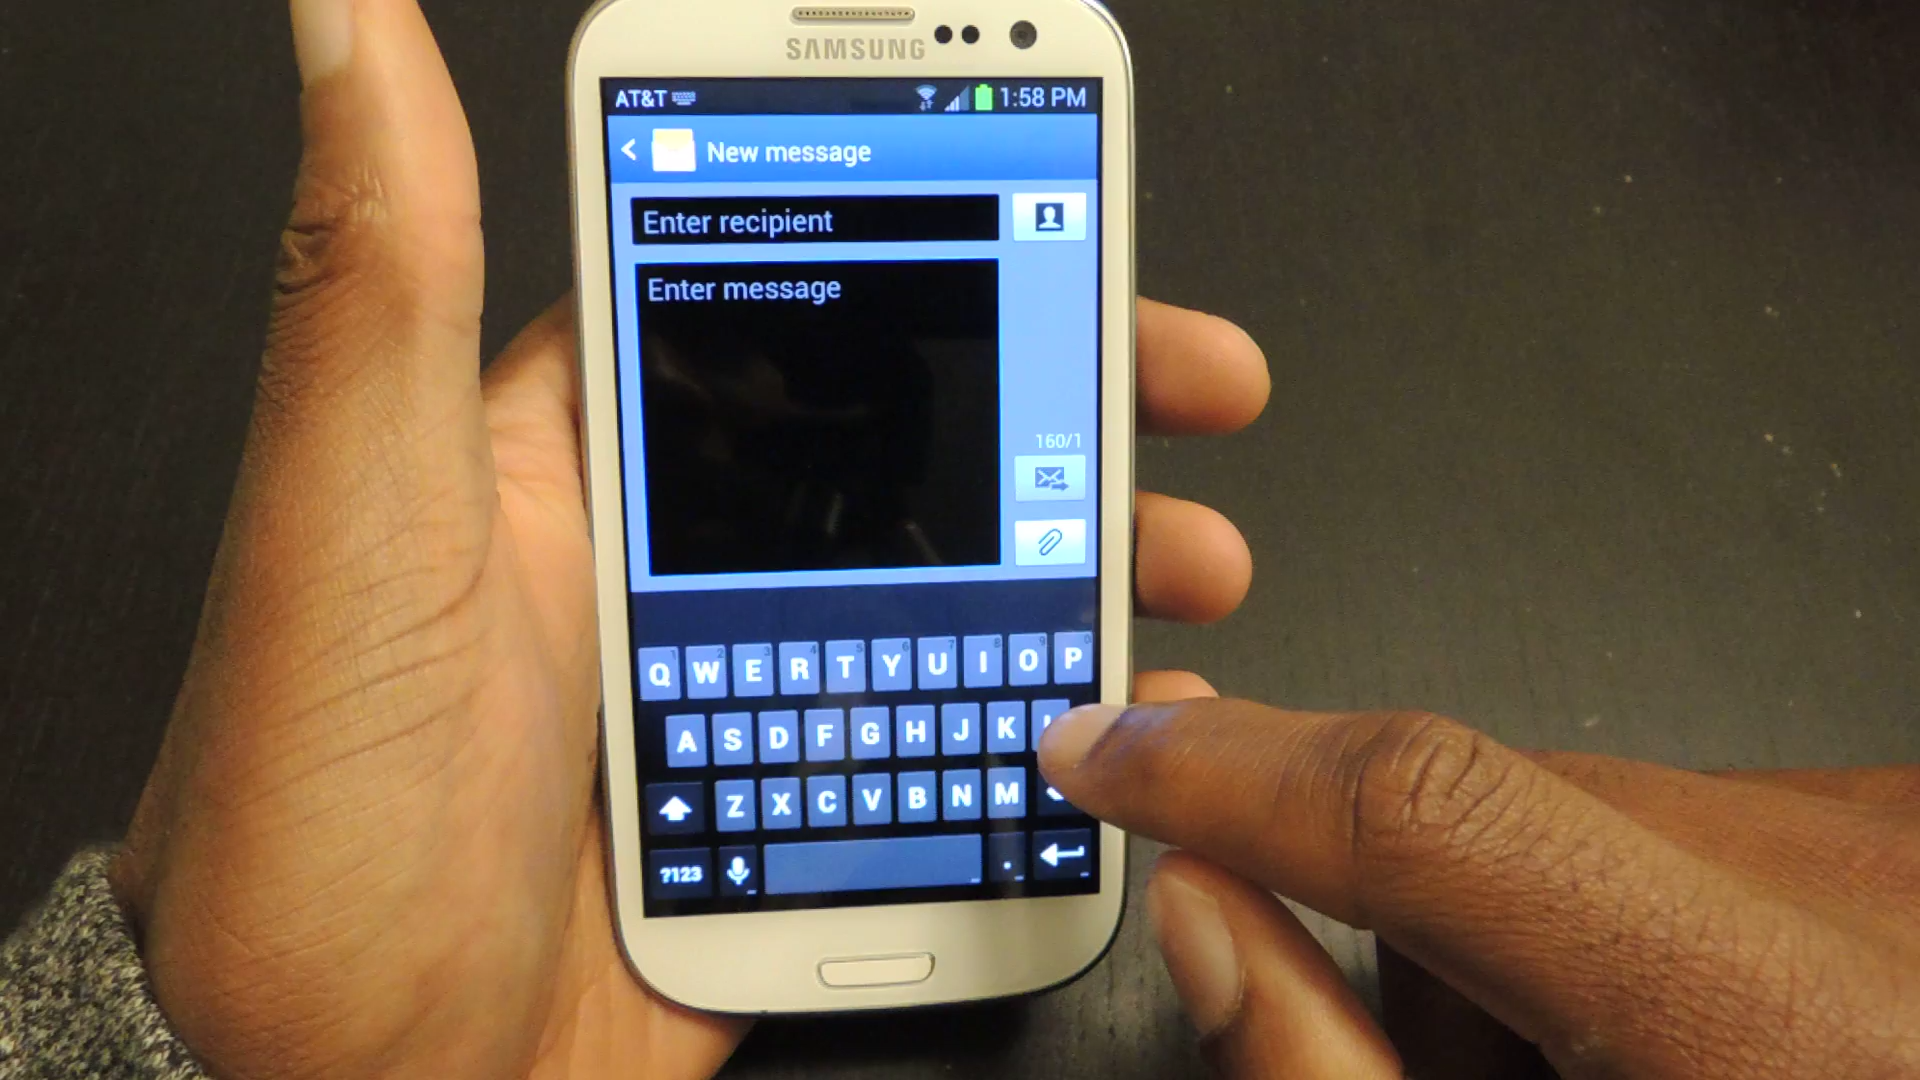 SAMSUNG
AT&T 1:58 PM
< New message
Enter recipient
Enter message
160/1
Q W E R T Y U I O P
A S D F G H J K
Z X C V B N M
?123 .